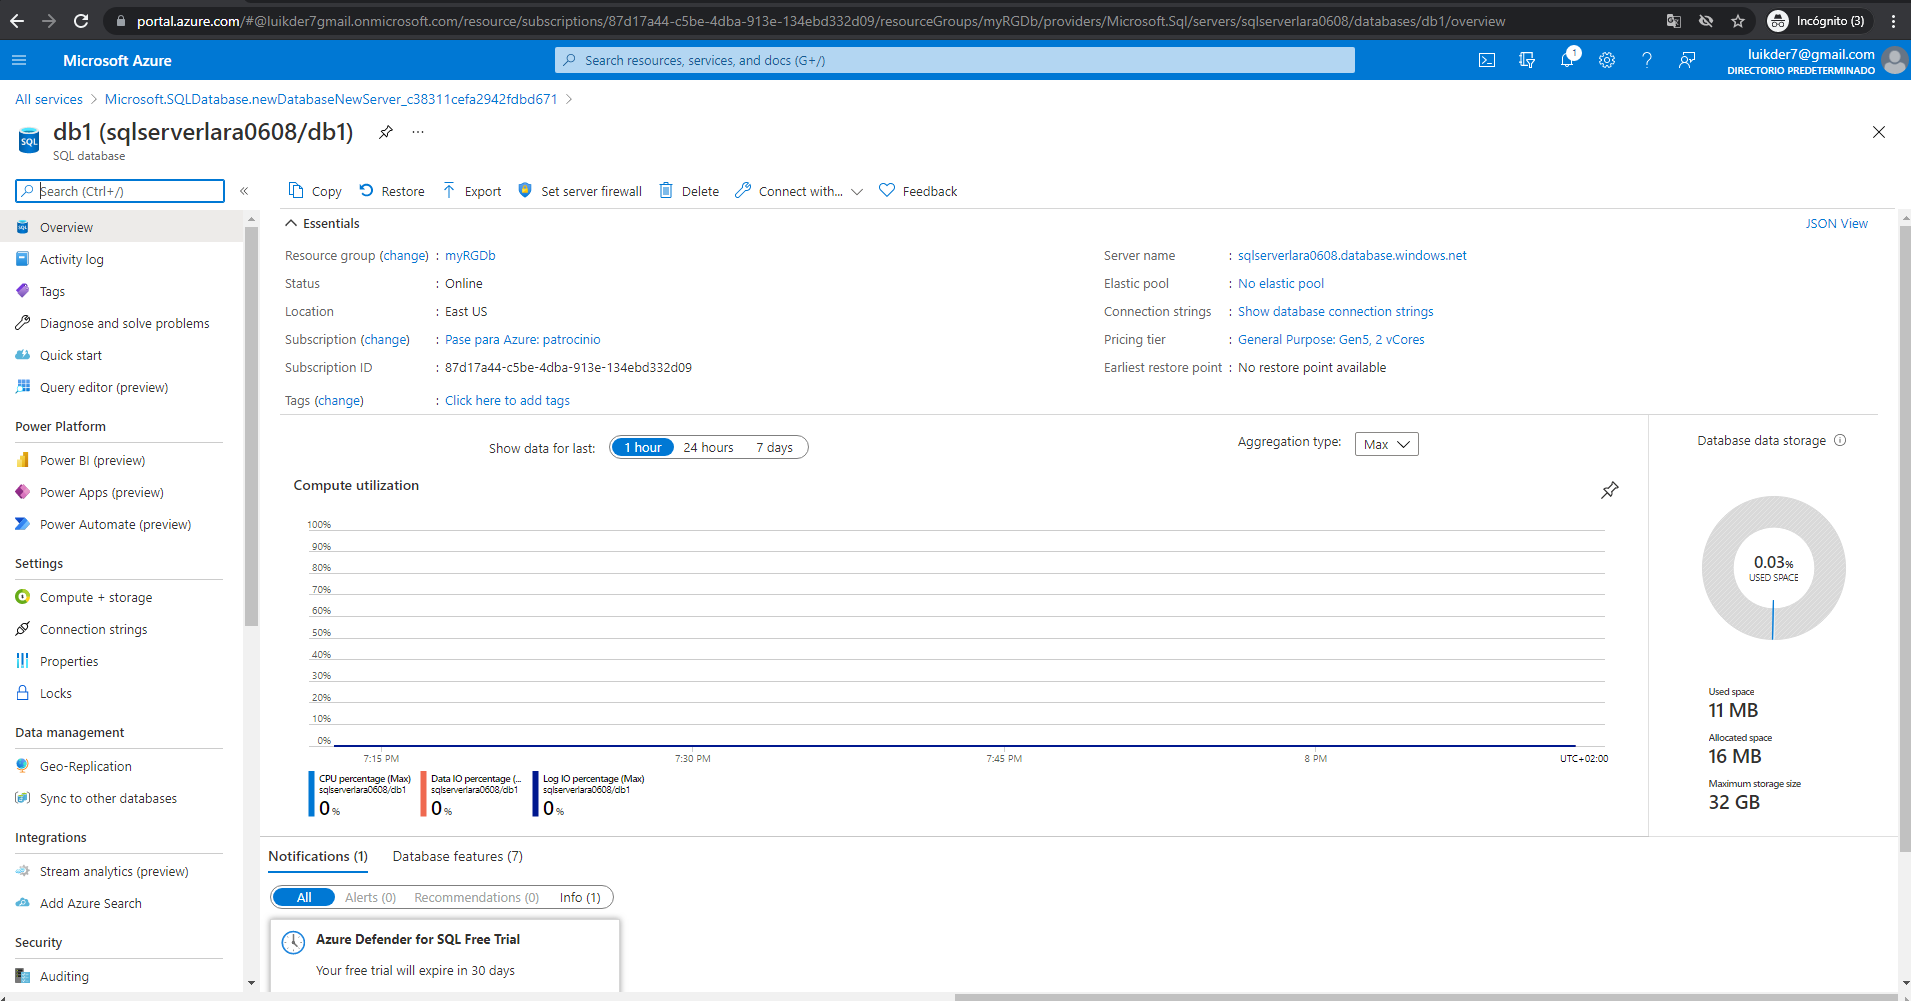 portal.azure.com/#@luikder7gmail.onmicrosoft.com/resource/subscriptions/87d17a44-c5be-4dba-913e-134ebd332d09/resourceGroups/myRGDb/providers/Microsoft.Sql/servers/sqlserverlara0608/databases/db1/overview
Incógnito (3)
Microsoft Azure
Search resources, services, and docs (G+/)
1
luikder7@gmail.com
DIRECTORIO PREDETERMINADO
All services > Microsoft.SQLDatabase.newDatabaseNewServer_c38311cefa2942fdbd671 >
SQL
db1 (sqlserverlara0608/db1)
SQL database
Search (Ctrl+/)
Overview
Activity log
Tags
Diagnose and solve problems
Quick start
Query editor (preview)
Power Platform
Power BI (preview)
Power Apps (preview)
Power Automate (preview)
Settings
Compute + storage
Connection strings
Properties
Locks
Data management
Geo-Replication
Sync to other databases
Integrations
Stream analytics (preview)
Add Azure Search
Security
Auditing
Copy Restore Export Set server firewall Delete Connect with... Feedback
Essentials
JSON View
Resource group (change) : myRGDb
Status : Online
Location : East US
Subscription (change) : Pase para Azure: patrocinio
Subscription ID : 87d17a44-c5be-4dba-913e-134ebd332d09
Tags (change) : Click here to add tags
Server name : sqlserverlara0608.database.windows.net
Elastic pool : No elastic pool
Connection strings : Show database connection strings
Pricing tier : General Purpose: Gen5, 2 vCores
Earliest restore point : No restore point available
Show data for last: 1 hour 24 hours 7 days
Aggregation type: Max
Compute utilization
100%
90%
80%
70%
60%
50%
40%
30%
20%
10%
0%
7:15 PM 7:30 PM 7:45 PM 8 PM UTC+02:00
CPU percentage (Max)
sqlserverlara0608/db1
0 %
Data IO percentage (...
sqlserverlara0608/db1
0 %
Log IO percentage (Max)
sqlserverlara0608/db1
0 %
Database data storage
0.03%
USED SPACE
Used space
11 MB
Allocated space
16 MB
Maximum storage size
32 GB
Notifications (1) Database features (7)
All Alerts (0) Recommendations (0) Info (1)
Azure Defender for SQL Free Trial
Your free trial will expire in 30 days